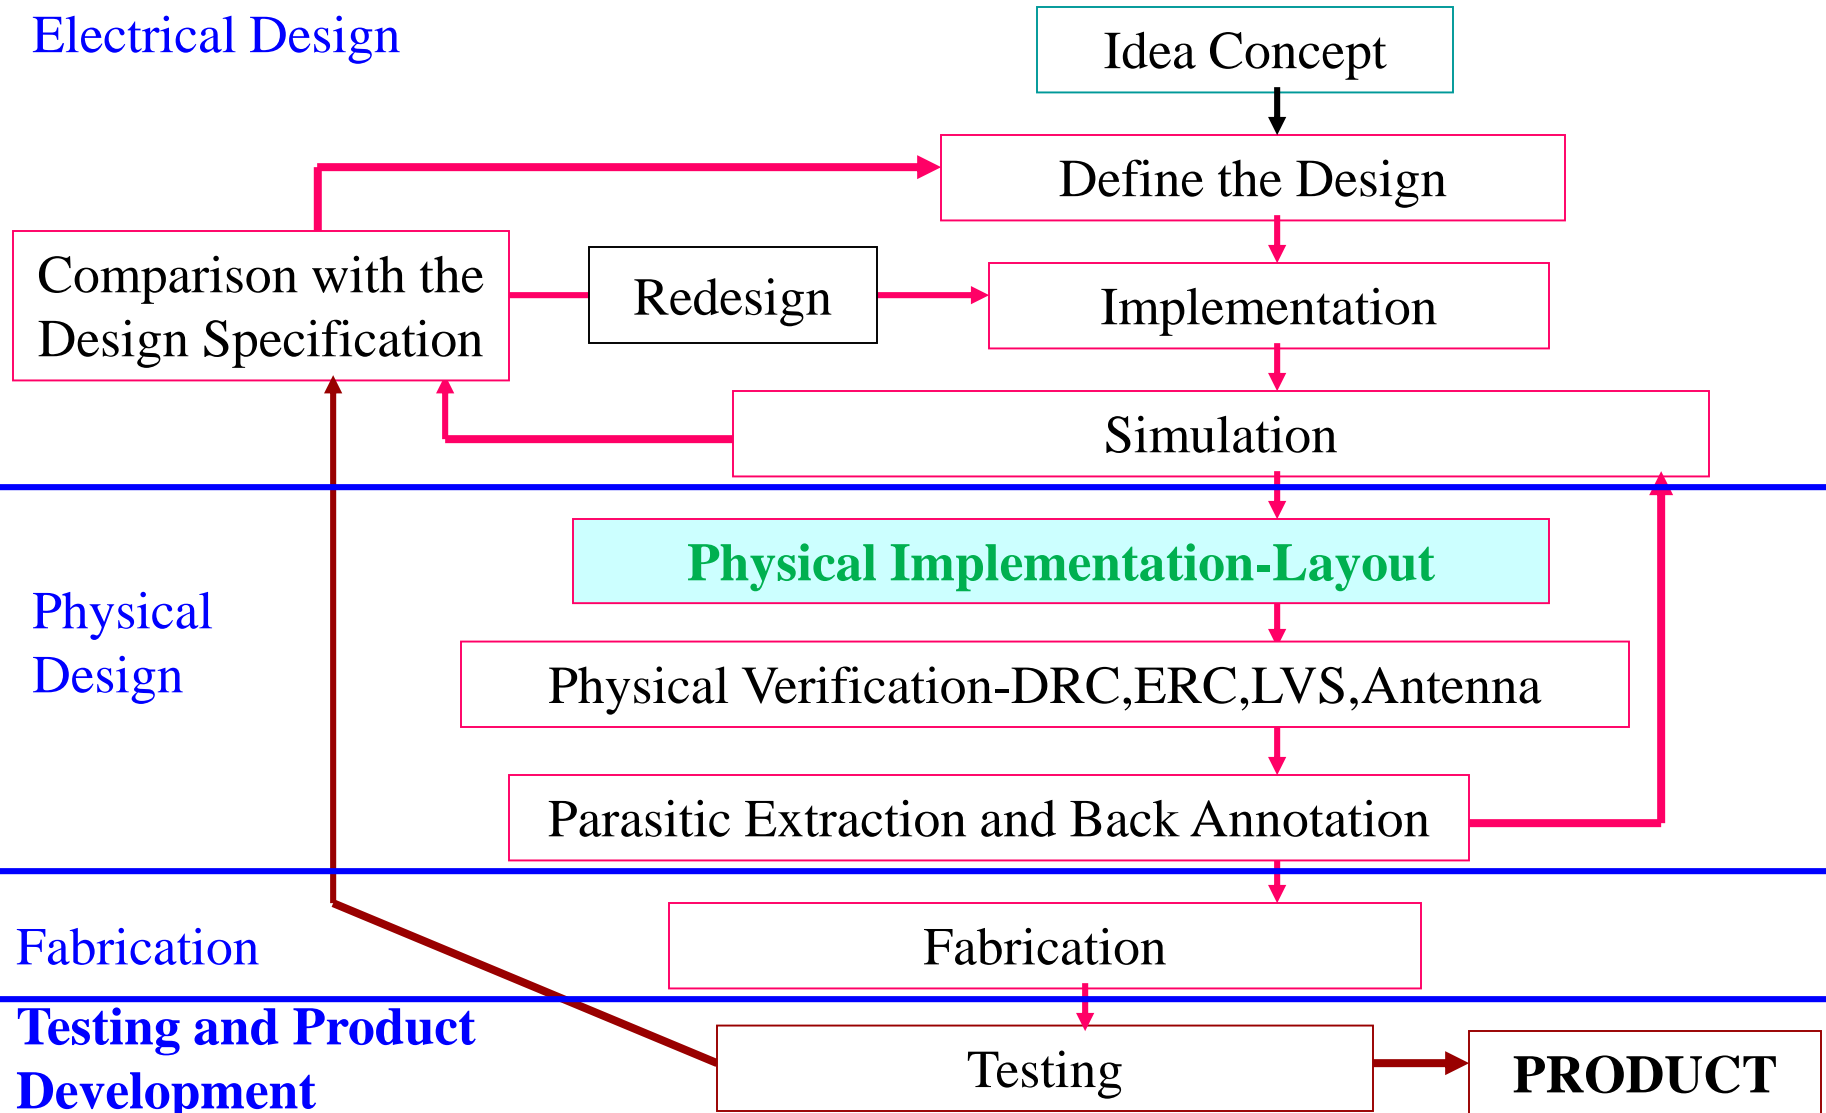 Electrical Design
Idea Concept
Define the Design
Comparison with the
Design Specification
Redesign
Implementation
Simulation
Physical Implementation-Layout
Physical
Design
Physical Verification-DRC,ERC,LVS,Antenna
Parasitic Extraction and Back Annotation
Fabrication
Fabrication
Testing and Product
Development
Testing
PRODUCT